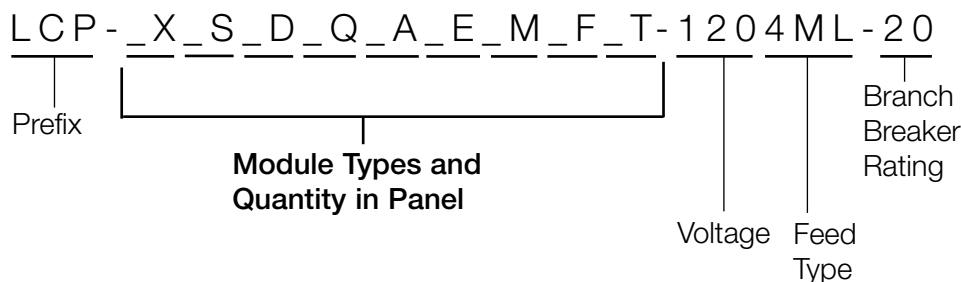 LCP-_X_S_D_Q_A_E_M_F_T-1204ML-20
Prefix
Module Types and
Quantity in Panel
Voltage
Feed
Type
Branch
Breaker
Rating